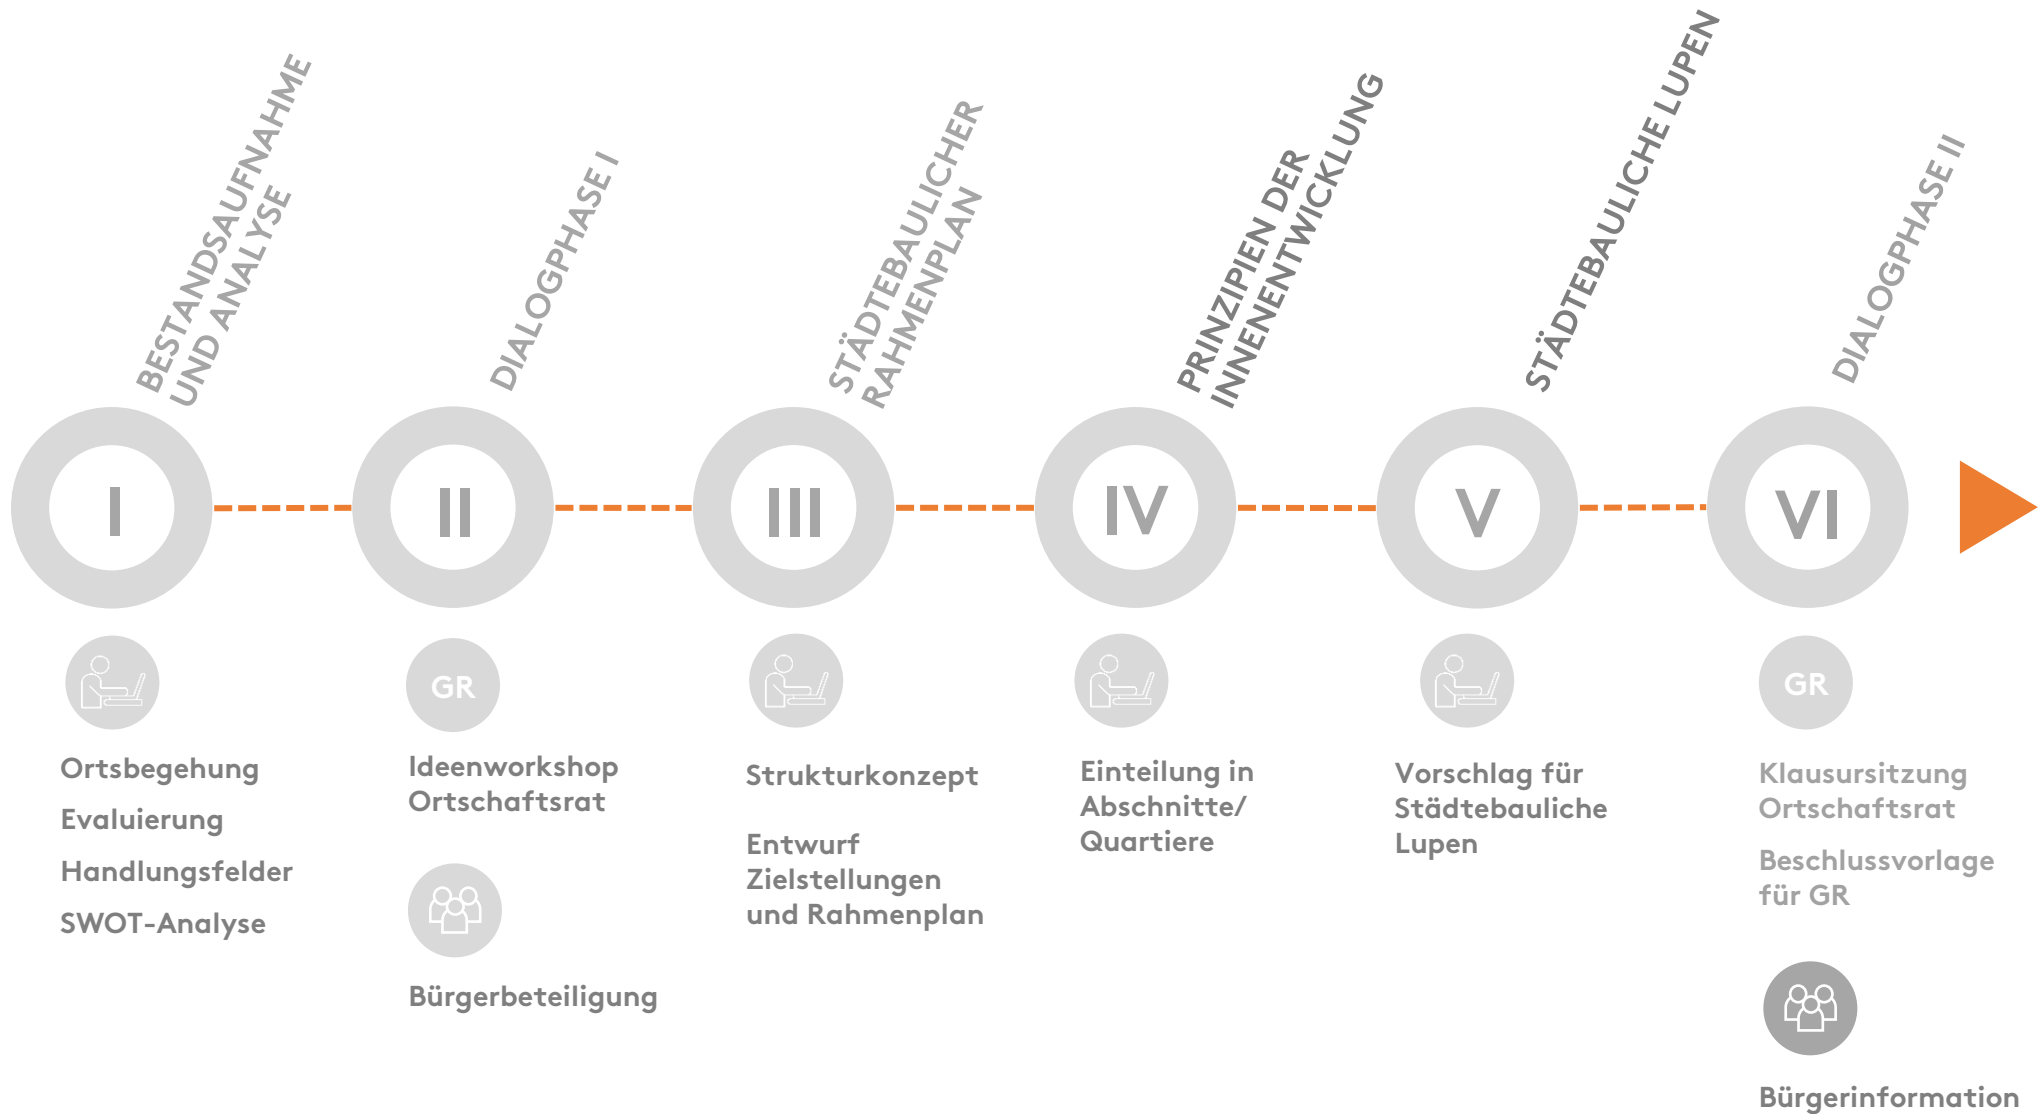 BESTANDSAUFNAHME
UND ANALYSE
DIALOGPHASE I
STÄDTEBAULICHER
RAHMENPLAN
PRINZIPIEN DER
INNENENTWICKLUNG
STÄDTEBAULICHE LUPEN
DIALOGPHASE II
I
II
III
IV
V
VI
Ortsbegehung
Evaluierung
Handlungsfelder
SWOT-Analyse
GR
Ideenworkshop
Ortschaftsrat
Bürgerbeteiligung
Strukturkonzept
Entwurf
Zielstellungen
und Rahmenplan
Einteilung in
Abschnitte/
Quartiere
Vorschlag für
Städtebauliche
Lupen
GR
Klausursitzung
Ortschaftsrat
Beschlussvorlage
für GR
Bürgerinformation